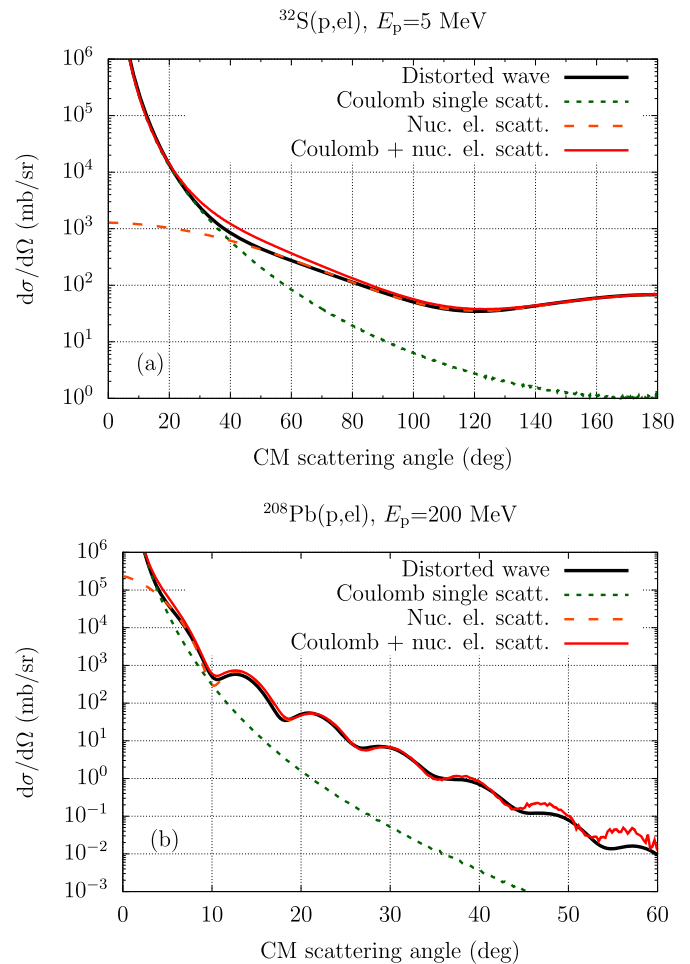 ³²S(p,el), Eₚ=5 MeV
Distorted wave
Coulomb single scatt.
Nuc. el. scatt.
Coulomb + nuc. el. scatt.
dσ/dΩ (mb/sr)
10⁶
10⁵
10⁴
10³
10²
10¹
10⁰
(a)
0 20 40 60 80 100 120 140 160 180
CM scattering angle (deg)
²⁰⁸Pb(p,el), Eₚ=200 MeV
Distorted wave
Coulomb single scatt.
Nuc. el. scatt.
Coulomb + nuc. el. scatt.
dσ/dΩ (mb/sr)
10⁶
10⁵
10⁴
10³
10²
10¹
10⁰
10⁻¹
10⁻²
10⁻³
(b)
0 10 20 30 40 50 60
CM scattering angle (deg)